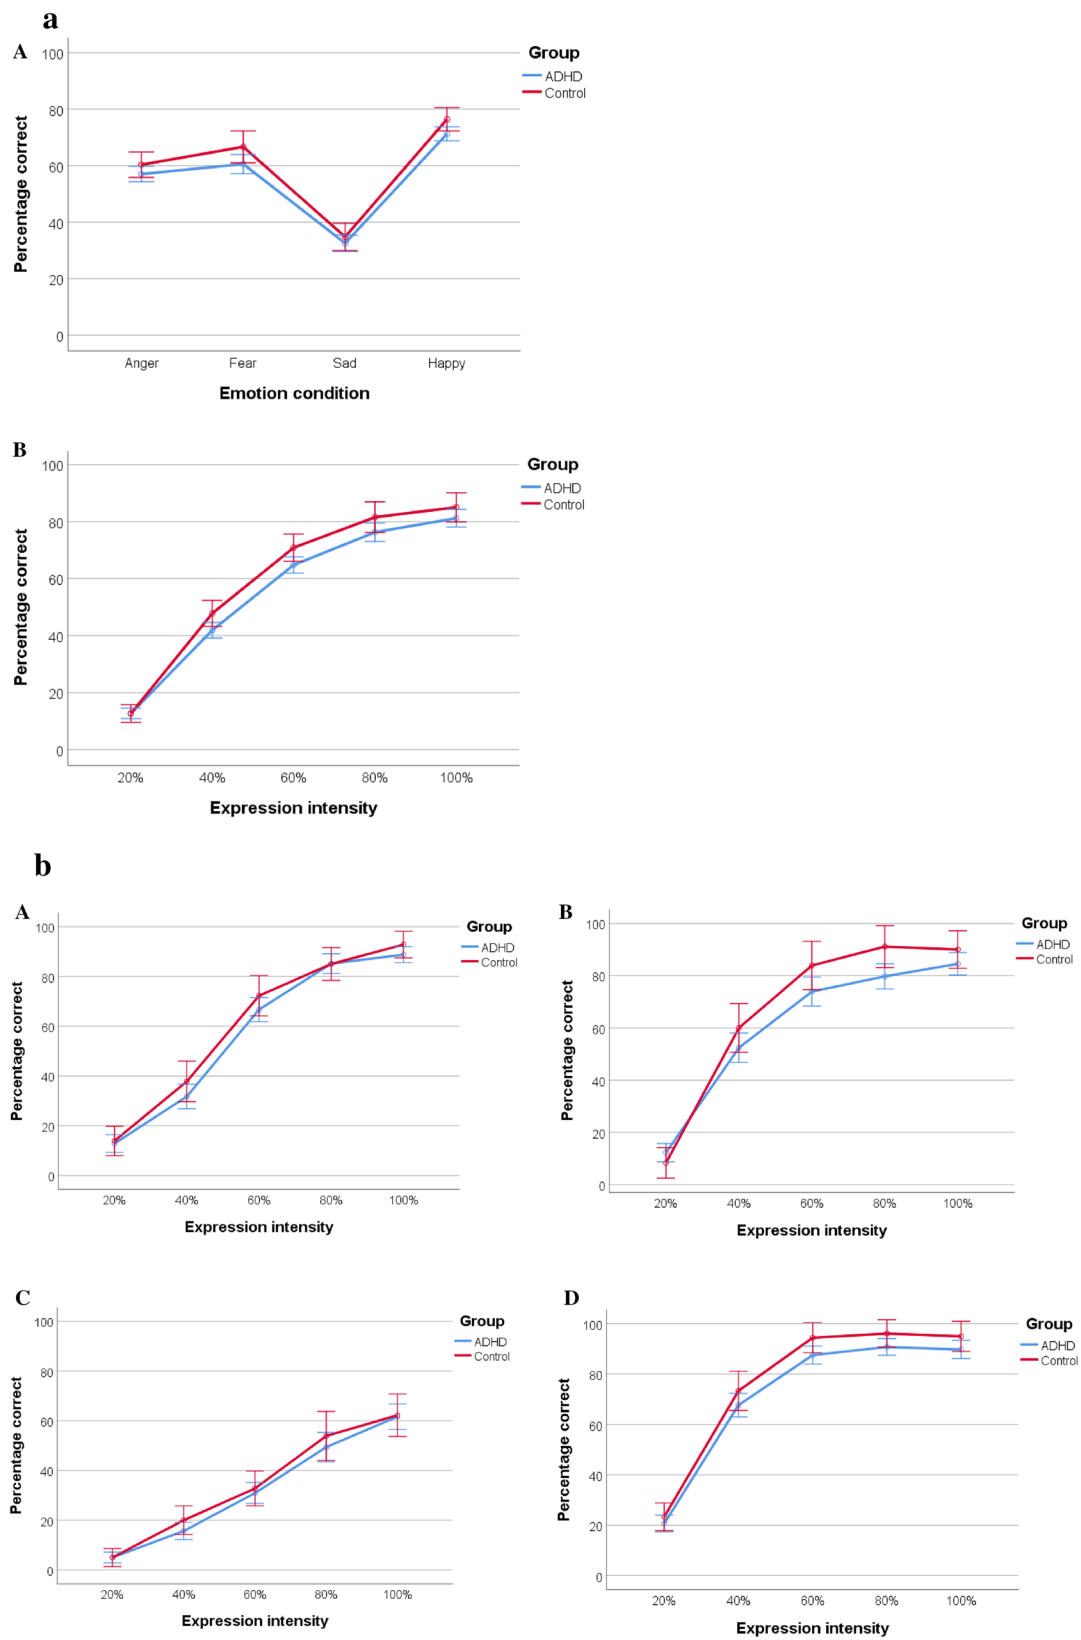 a
A
Group
ADHD
Control
100
80
60
40
20
0
Percentage correct
Anger Fear Sad Happy
Emotion condition
B
Group
ADHD
Control
100
80
60
40
20
0
Percentage correct
20% 40% 60% 80% 100%
Expression intensity
b
A
Group
ADHD
Control
100
80
60
40
20
0
Percentage correct
20% 40% 60% 80% 100%
Expression intensity
B
Group
ADHD
Control
100
80
60
40
20
0
Percentage correct
20% 40% 60% 80% 100%
Expression intensity
C
Group
ADHD
Control
100
80
60
40
20
0
Percentage correct
20% 40% 60% 80% 100%
Expression intensity
D
Group
ADHD
Control
100
80
60
40
20
0
Percentage correct
20% 40% 60% 80% 100%
Expression intensity